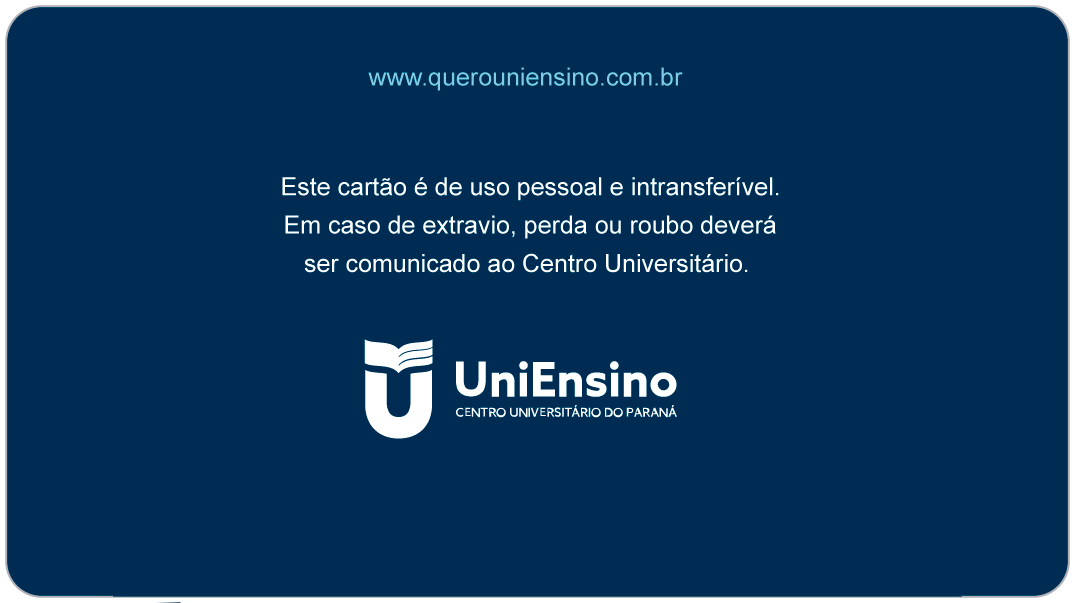 www.querouniensino.com.br
Este cartão é de uso pessoal e intransferível.
Em caso de extravio, perda ou roubo deverá
ser comunicado ao Centro Universitário.
UniEnsino
CENTRO UNIVERSITÁRIO DO PARANÁ